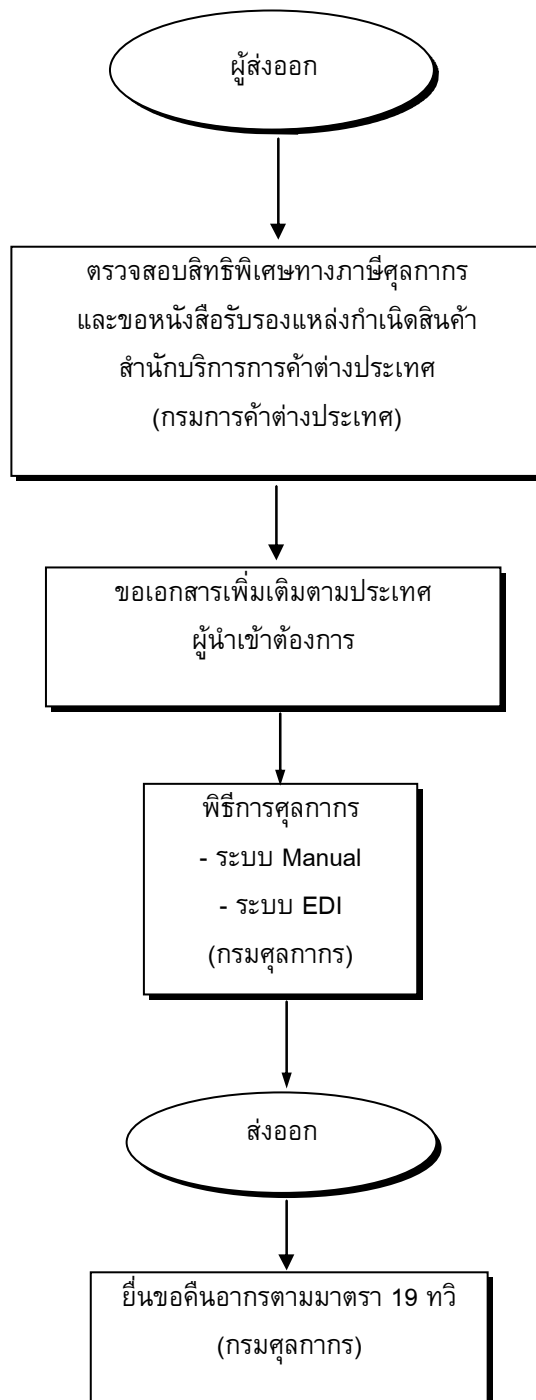 ผู้ส่งออก
ตรวจสอบสิทธิพิเศษทางภาษีศุลกากร
และขอหนังสือรับรองแหล่งกำเนิดสินค้า
สำนักบริการการค้าต่างประเทศ
(กรมการค้าต่างประเทศ)
ขอเอกสารเพิ่มเติมตามประเทศ
ผู้นำเข้าต้องการ
พิธีการศุลกากร
- ระบบ Manual
- ระบบ EDI
(กรมศุลกากร)
ส่งออก
ยื่นขอคืนอากรตามมาตรา 19 ทวิ
(กรมศุลกากร)